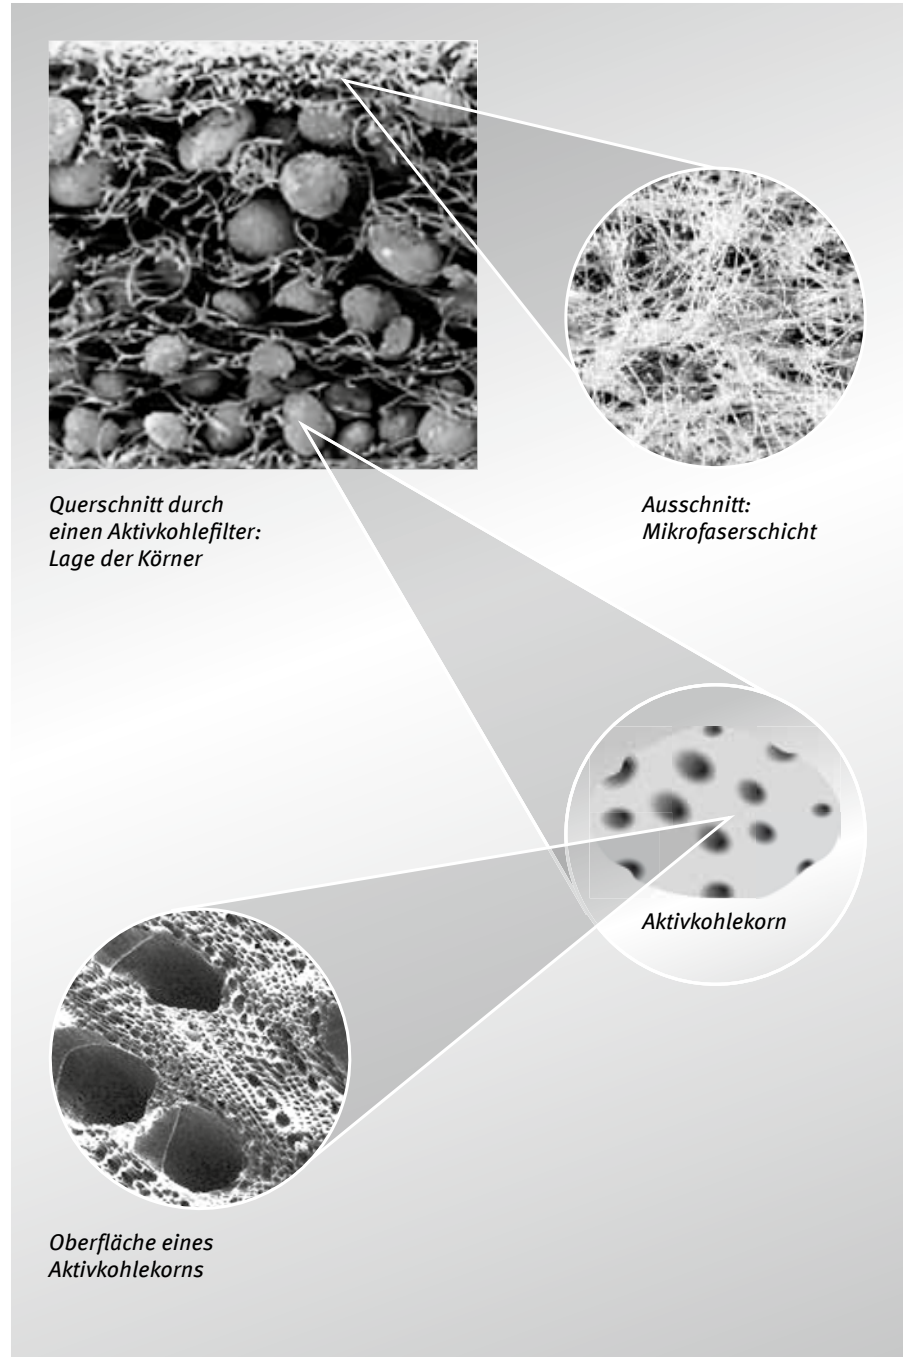 Querschnitt durch
einen Aktivkohlefilter:
Lage der Körner
Ausschnitt:
Mikrofaserschicht
Aktivkohlekorn
Oberfläche eines
Aktivkohlekorns